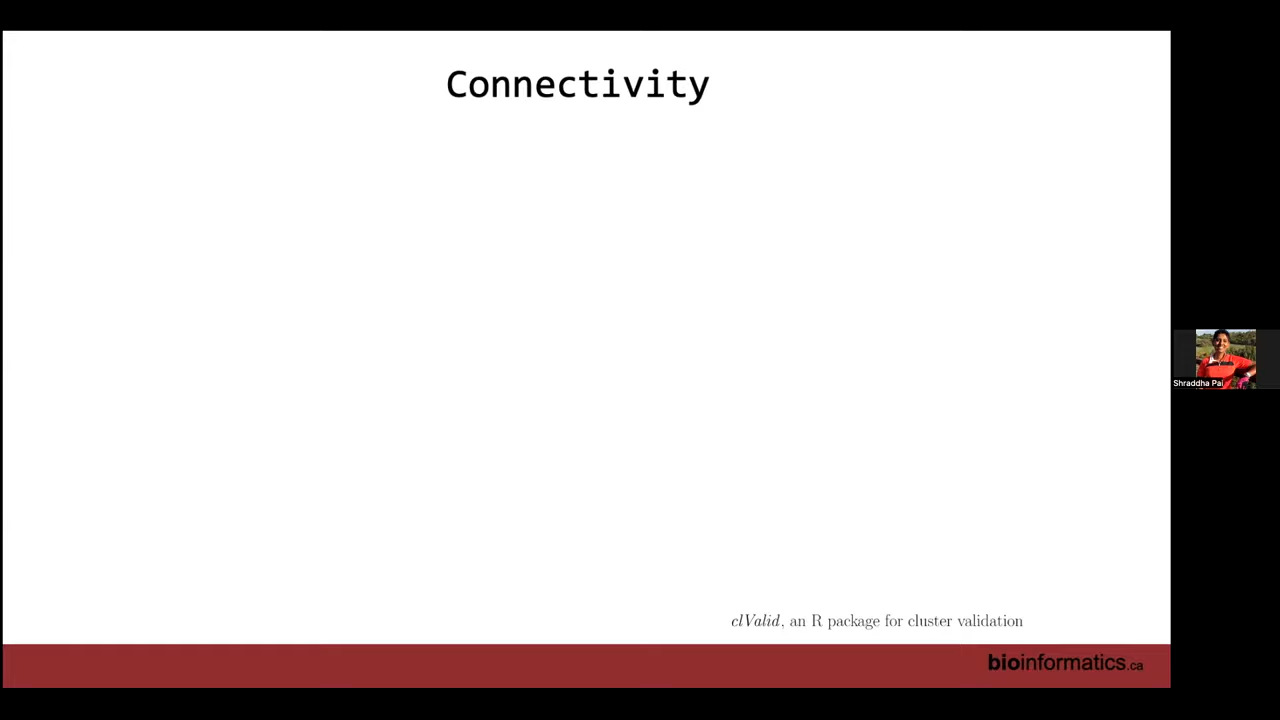 Connectivity
Shraddha Pai
clValid, an R package for cluster validation
bioinformatics.ca